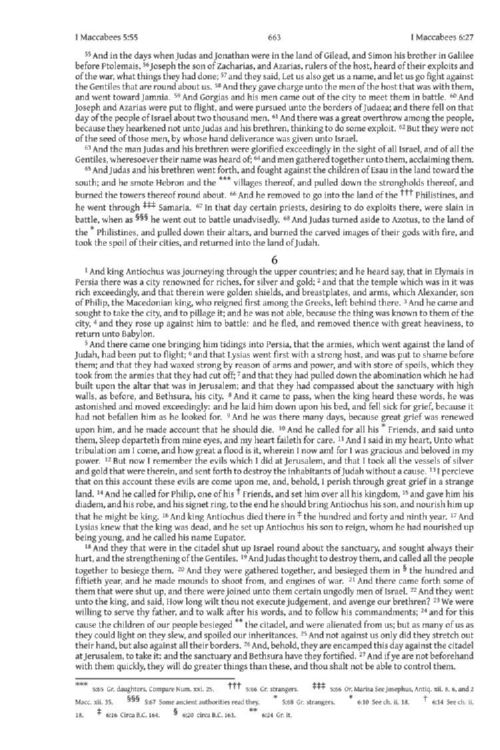 I Maccabees 5:55 663 I Maccabees 6:27
55 And in the days when Judas and Jonathan were in the land of Gilead, and Simon his brother in Galilee
before Ptolemais, 56 Joseph the son of Zacharias, and Azarias, rulers of the host, heard of their exploits and
of the war, what things they had done; 57 and they said, Let us also get us a name, and let us go fight against
the Gentiles that are round about us. 58 And they gave charge unto the men of the host that was with them,
and went toward Jamnia. 59 And Gorgias and his men came out of the city to meet them in battle. 60 And
Joseph and Azarias were put to flight, and were pursued unto the borders of Judaea; and there fell on that
day of the people of Israel about two thousand men. 61 And there was a great overthrow among the people,
because they hearkened not unto Judas and his brethren, thinking to do some exploit. 62 But they were not
of the seed of those men, by whose hand deliverance was given unto Israel.
63 And the man Judas and his brethren were glorified exceedingly in the sight of all Israel, and of all the
Gentiles, wheresoever their name was heard of; 64 and men gathered together unto them, acclaiming them.
65 And Judas and his brethren went forth, and fought against the children of Esau in the land toward the
south; and he smote Hebron and the *** villages thereof, and pulled down the strongholds thereof, and
burned the towers thereof round about. 66 And he removed to go into the land of the ††† Philistines, and
he went through ‡‡‡ Samaria. 67 In that day certain priests, desiring to do exploits there, were slain in
battle, when as §§§ he went out to battle unadvisedly. 68 And Judas turned aside to Azotus, to the land of
the * Philistines, and pulled down their altars, and burned the carved images of their gods with fire, and
took the spoil of their cities, and returned into the land of Judah.
6
1 And king Antiochus was journeying through the upper countries; and he heard say, that in Elymais in
Persia there was a city renowned for riches, for silver and gold; 2 and that the temple which was in it was
rich exceedingly, and that therein were golden shields, and breastplates, and arms, which Alexander, son
of Philip, the Macedonian king, who reigned first among the Greeks, left behind there. 3 And he came and
sought to take the city, and to pillage it; and he was not able, because the thing was known to them of the
city, 4 and they rose up against him to battle: and he fled, and removed thence with great heaviness, to
return unto Babylon.
5 And there came one bringing him tidings into Persia, that the armies, which went against the land of
Judah, had been put to flight; 6 and that Lysias went first with a strong host, and was put to shame before
them; and that they had waxed strong by reason of arms and power, and with store of spoils, which they
took from the armies that they had cut off; 7 and that they had pulled down the abomination which he had
built upon the altar that was in Jerusalem; and that they had compassed about the sanctuary with high
walls, as before, and Bethsura, his city. 8 And it came to pass, when the king heard these words, he was
astonished and moved exceedingly: and he laid him down upon his bed, and fell sick for grief, because it
had not befallen him as he looked for. 9 And he was there many days, because great grief was renewed
upon him, and he made account that he should die. 10 And he called for all his * Friends, and said unto
them, Sleep departeth from mine eyes, and my heart faileth for care. 11 And I said in my heart, Unto what
tribulation am I come, and how great a flood is it, wherein I now am! for I was gracious and beloved in my
power. 12 But now I remember the evils which I did at Jerusalem, and that I took all the vessels of silver
and gold that were therein, and sent forth to destroy the inhabitants of Judah without a cause. 13 I perceive
that on this account these evils are come upon me, and, behold, I perish through great grief in a strange
land. 14 And he called for Philip, one of his † Friends, and set him over all his kingdom, 15 and gave him his
diadem, and his robe, and his signet ring, to the end he should bring Antiochus his son, and nourish him up
that he might be king. 16 And king Antiochus died there in ‡ the hundred and forty and ninth year. 17 And
Lysias knew that the king was dead, and he set up Antiochus his son to reign, whom he had nourished up
being young, and he called his name Eupator.
18 And they that were in the citadel shut up Israel round about the sanctuary, and sought always their
hurt, and the strengthening of the Gentiles. 19 And Judas thought to destroy them, and called all the people
together to besiege them. 20 And they were gathered together, and besieged them in § the hundred and
fiftieth year, and he made mounds to shoot from, and engines of war. 21 And there came forth some of
them that were shut up, and there were joined unto them certain ungodly men of Israel. 22 And they went
unto the king, and said, How long wilt thou not execute judgement, and avenge our brethren? 23 We were
willing to serve thy father, and to walk after his words, and to follow his commandments; 24 and for this
cause the children of our people besieged ** the citadel, and were alienated from us; but as many of us as
they could light on they slew, and spoiled our inheritances. 25 And not against us only did they stretch out
their hand, but also against all their borders. 26 And, behold, they are encamped this day against the citadel
at Jerusalem, to take it: and the sanctuary and Bethsura have they fortified. 27 And if ye are not beforehand
with them quickly, they will do greater things than these, and thou shalt not be able to control them.
*** 5:65 Gr. daughters. Compare Num. xxi. 25. ††† 5:66 Gr. strangers. ‡‡‡ 5:66 Or, Marisa See Josephus, Antiq. xii. 8. 6, and 2
Macc. xii. 35. §§§ 5:67 Some ancient authorities read they. * 5:68 Gr. strangers. * 6:10 See ch. ii. 18. † 6:14 See ch. ii.
18. ‡ 6:16 Circa B.C. 164. § 6:20 circa B.C. 163. ** 6:24 Gr. it.